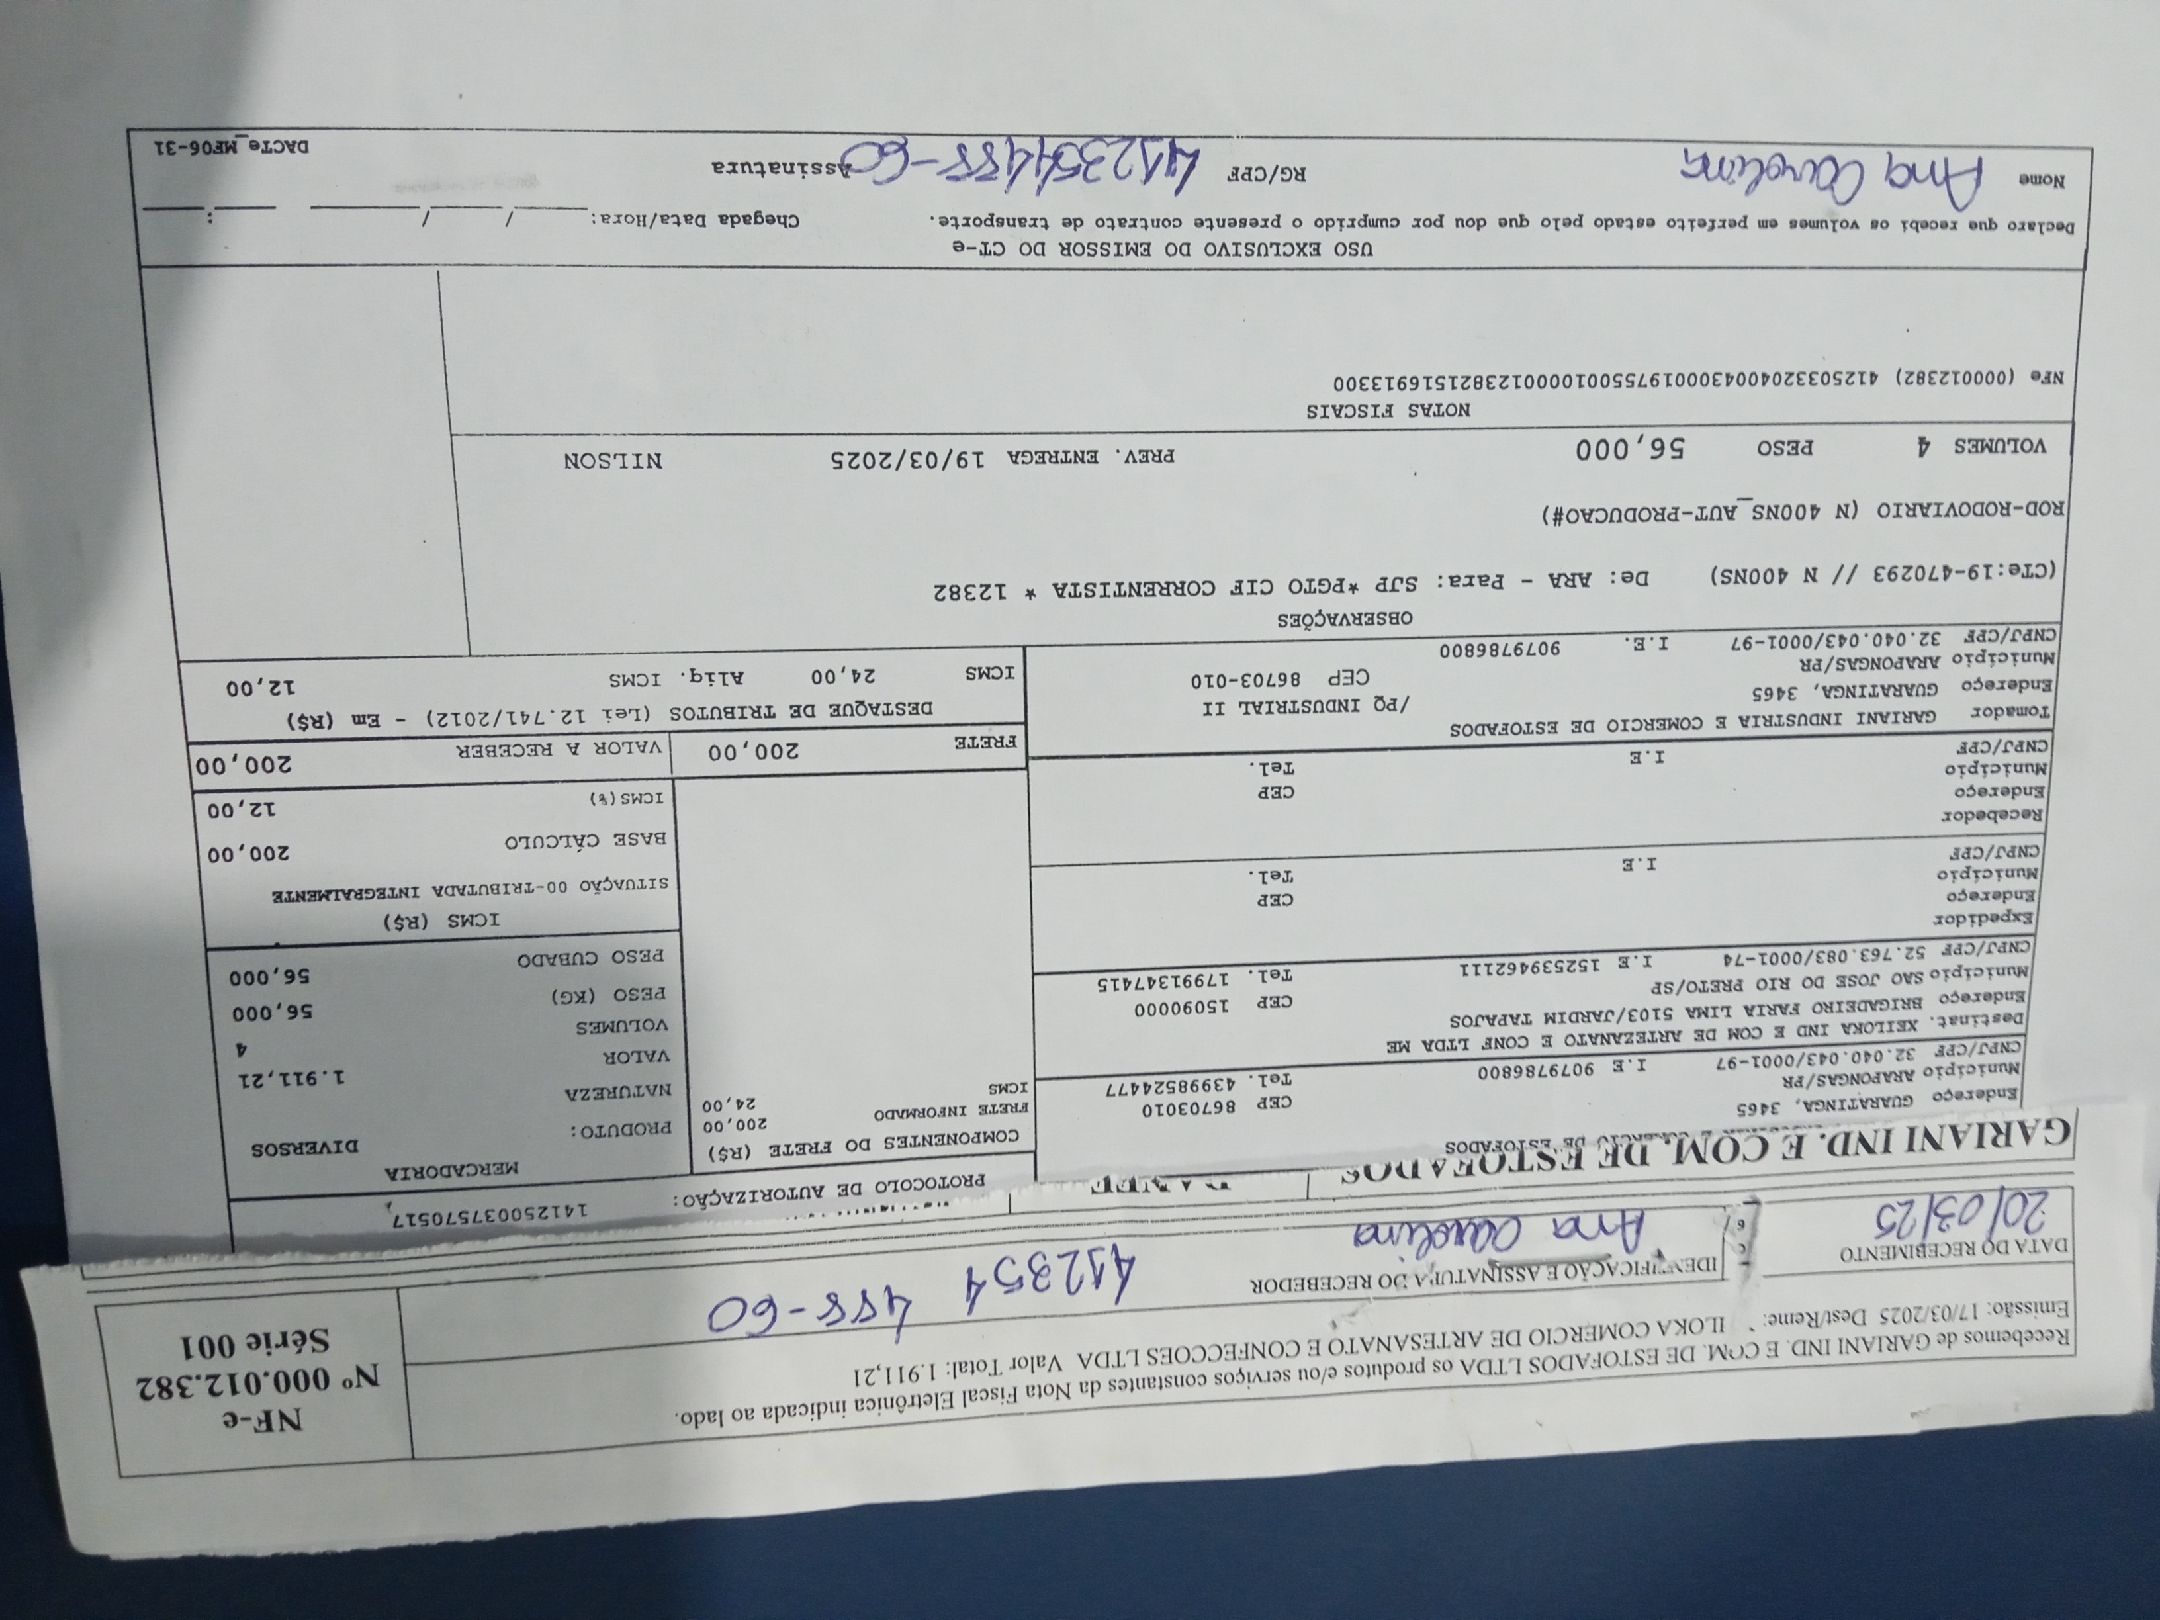 Recebemos de GARIANI IND. E COM. DE ESTOFADOS LTDA os produtos e/ou serviços constantes da Nota Fiscal Eletrônica indicada ao lado.
Emissão: 17/03/2025 Dest/Reme: ILOKA COMERCIO DE ARTESANATO E CONFECCOES LTDA Valor Total: 1.911,21
NF-e
Nº 000.012.382
Série 001
DATA DO RECEBIMENTO
20/03/25
IDENTIFICAÇÃO E ASSINATURA DO RECEBEDOR
Ana Carolina
412354 488-60
GARIANI IND. E COM. DE ESTOFADOS
DE ESTOFADOS
Endereço GUARATINGA, 3465 CEP 86703010
Município ARAPONGAS/PR Tel. 43998524477
CNPJ/CPF 32.040.043/0001-97 I.E 9079786800
Destinat. XEILOKA IND E COM DE ARTEZANATO E CONF LTDA ME
Endereço BRIGADEIRO FARIA LIMA 5103/JARDIM TAPAJOS CEP 15090000
Município SAO JOSE DO RIO PRETO/SP Tel. 17991347415
CNPJ/CPF 52.763.083/0001-74 I.E 152539462111
Expedidor
Endereço CEP
Município Tel.
CNPJ/CPF I.E
Recebedor
Endereço CEP
Município Tel.
CNPJ/CPF I.E
Tomador GARIANI INDUSTRIA E COMERCIO DE ESTOFADOS
Endereço GUARATINGA, 3465 /PQ INDUSTRIAL II
Município ARAPONGAS/PR CEP 86703-010
CNPJ/CPF 32.040.043/0001-97 I.E. 9079786800
PROTOCOLO DE AUTORIZAÇÃO: 141250037570517
COMPONENTES DO FRETE (R$)
FRETE INFORMADO 200,00
ICMS 24,00
MERCADORIA
PRODUTO: DIVERSOS
NATUREZA
VALOR 1.911,21
VOLUMES 4
PESO (KG) 56,000
PESO CUBADO 56,000
ICMS (R$)
SITUAÇÃO 00-TRIBUTADA INTEGRALMENTE
BASE CÁLCULO 200,00
ICMS(%) 12,00
FRETE 200,00 VALOR A RECEBER 200,00
DESTAQUE DE TRIBUTOS (Lei 12.741/2012) - Em (R$)
ICMS 24,00 Aliq. ICMS 12,00
OBSERVAÇÕES
(CTe:19-470293 // N 400NS) De: ARA - Para: SJP *PGTO CIF CORRENTISTA * 12382
ROD-RODOVIARIO (N 400NS_AUT-PRODUCAO#)
VOLUMES 4 PESO 56,000 PREV. ENTREGA 19/03/2025 NILSON
NOTAS FISCAIS
NFe (000012382) 41250332040043000197550010000123821516913300
USO EXCLUSIVO DO EMISSOR DO CT-e
Declaro que recebi os volumes em perfeito estado pelo que dou por cumprido o presente contrato de transporte. Chegada Data/Hora: ____/____/____ ____:____
Nome Ana Carolina RG/CPF 412354488-60 Assinatura
DACTe_MF06-31